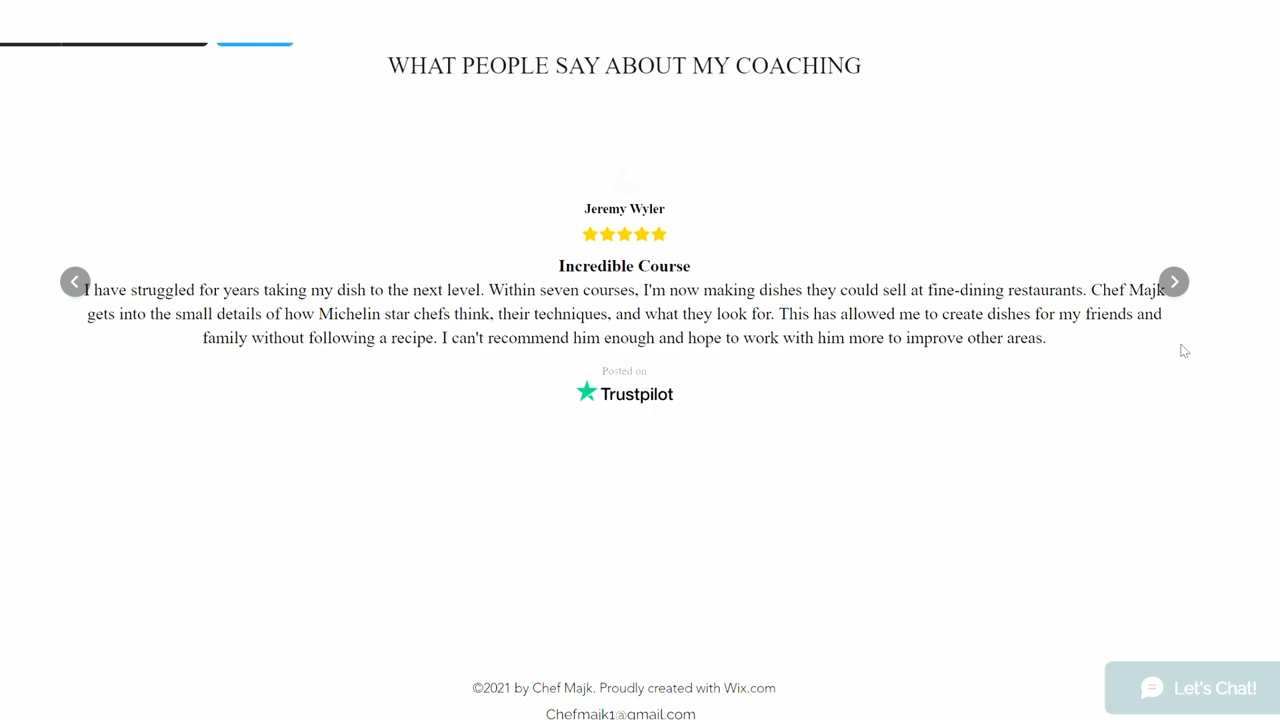 WHAT PEOPLE SAY ABOUT MY COACHING
Jeremy Wyler
Incredible Course
I have struggled for years taking my dish to the next level. Within seven courses, I'm now making dishes they could sell at fine-dining restaurants. Chef Majk
gets into the small details of how Michelin star chefs think, their techniques, and what they look for. This has allowed me to create dishes for my friends and
family without following a recipe. I can't recommend him enough and hope to work with him more to improve other areas.
Posted on
Trustpilot
©2021 by Chef Majk. Proudly created with Wix.com
Let's Chat!
Chefmajk1@gmail.com